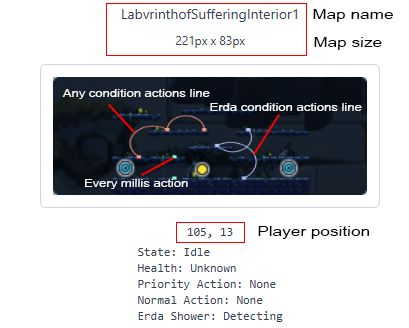 LabyrinthofSufferingInterior1 Map name
221px x 83px Map size
Any condition actions line
Erda condition actions line
Every millis action
105, 13 Player position
State: Idle
Health: Unknown
Priority Action: None
Normal Action: None
Erda Shower: Detecting